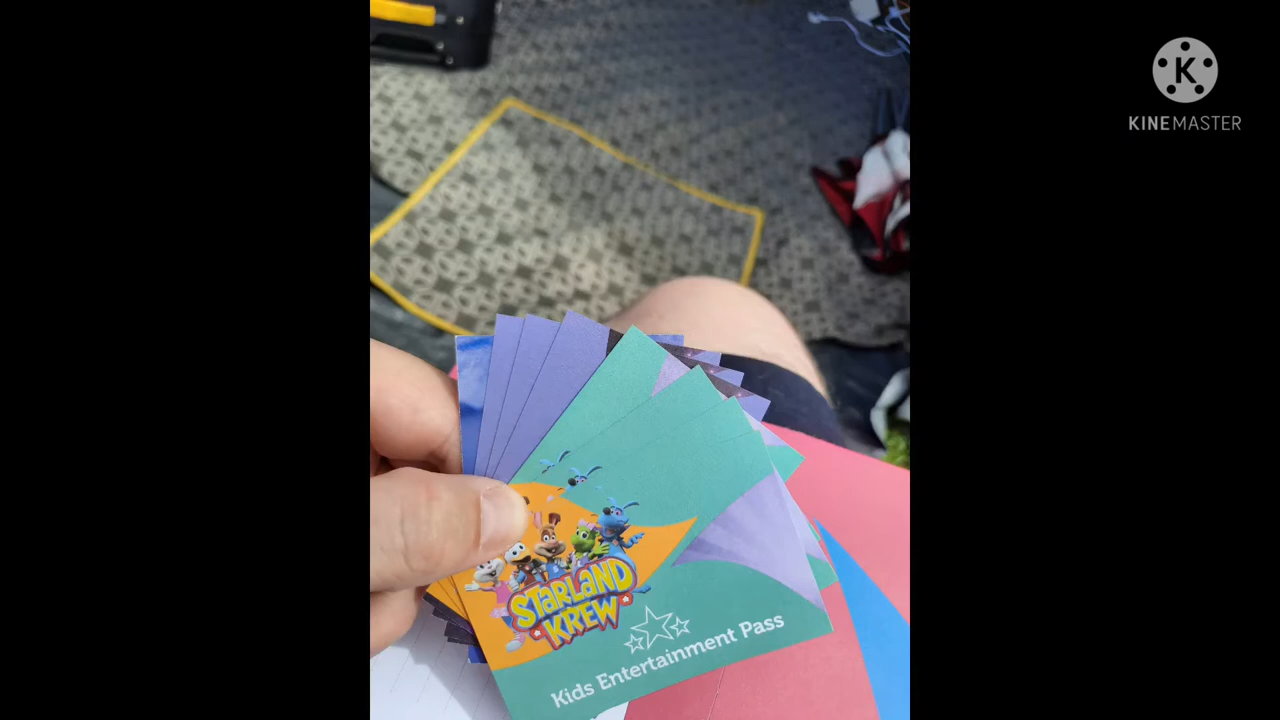 K
KINEMASTER
STARLAND
KREW
Kids Entertainment Pass